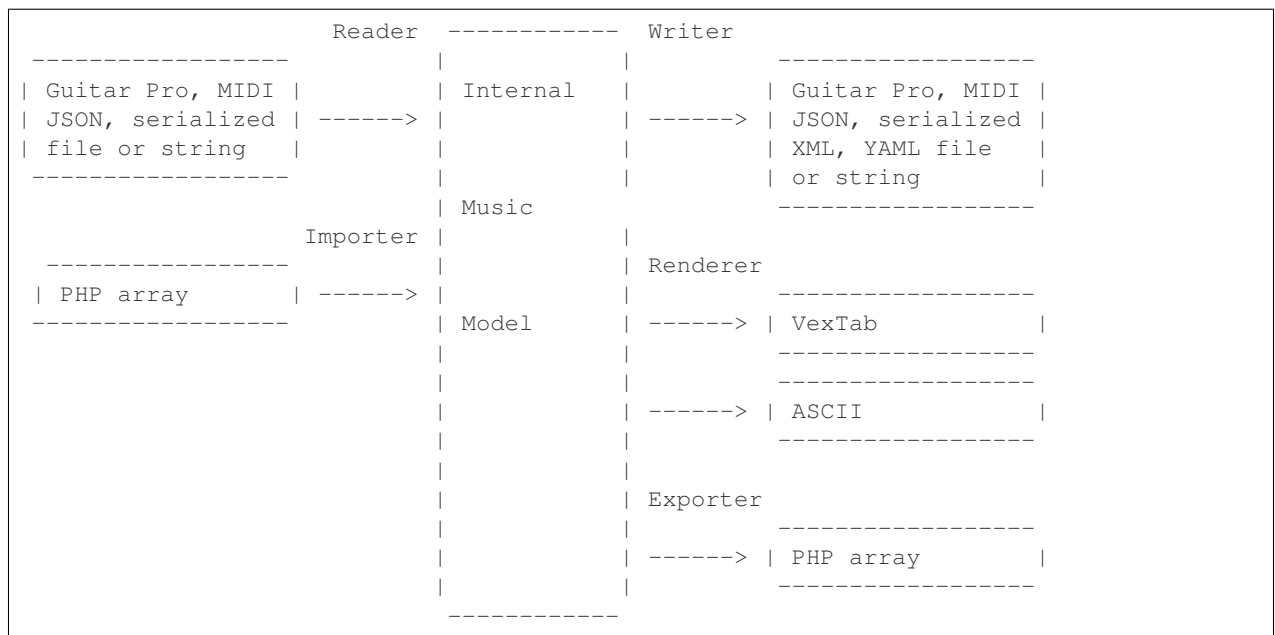 Reader ------------ Writer
------------------ | | ------------------
| Guitar Pro, MIDI | | Internal | | Guitar Pro, MIDI |
| JSON, serialized | ------> | | ------> | JSON, serialized |
| file or string | | | | XML, YAML file |
------------------ | | | or string |
| Music ------------------
Importer | |
----------------- | | Renderer
| PHP array | ------> | | ------------------
------------------ | Model | ------> | VexTab |
| | ------------------
| | ------------------
| | ------> | ASCII |
| | ------------------
| |
| | Exporter
| | ------------------
| | ------> | PHP array |
| | ------------------
------------